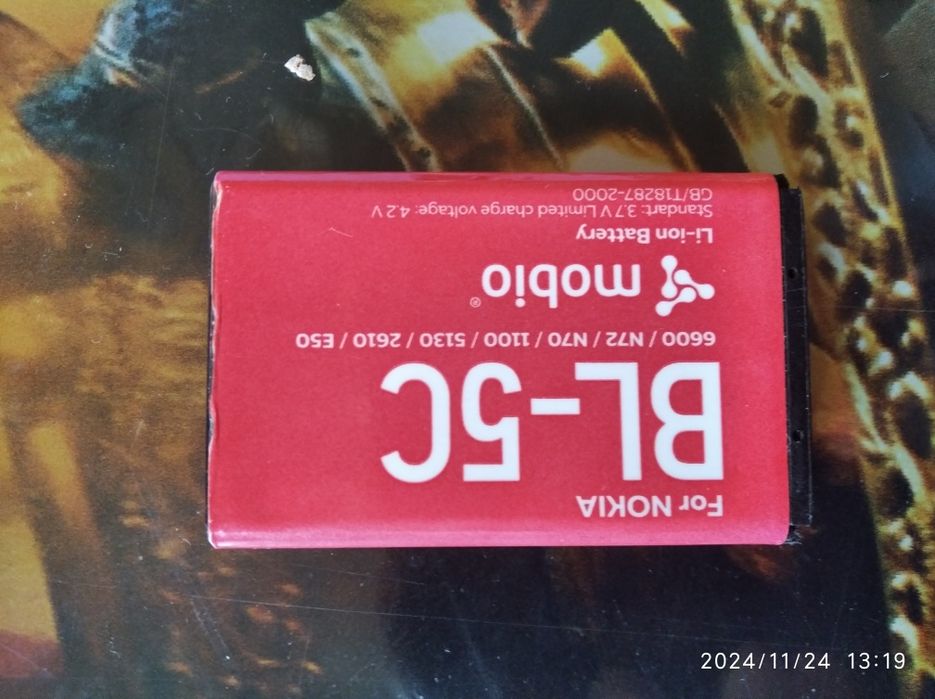 For NOKIA
BL-5C
6600 / N72 / N70 / 1100 / 5130 / 2610 / E50
mobio®
Li-ion Battery
Standart: 3.7 V Limited charge voltage: 4.2 V
GB/T18287-2000
2024/11/24 13:19